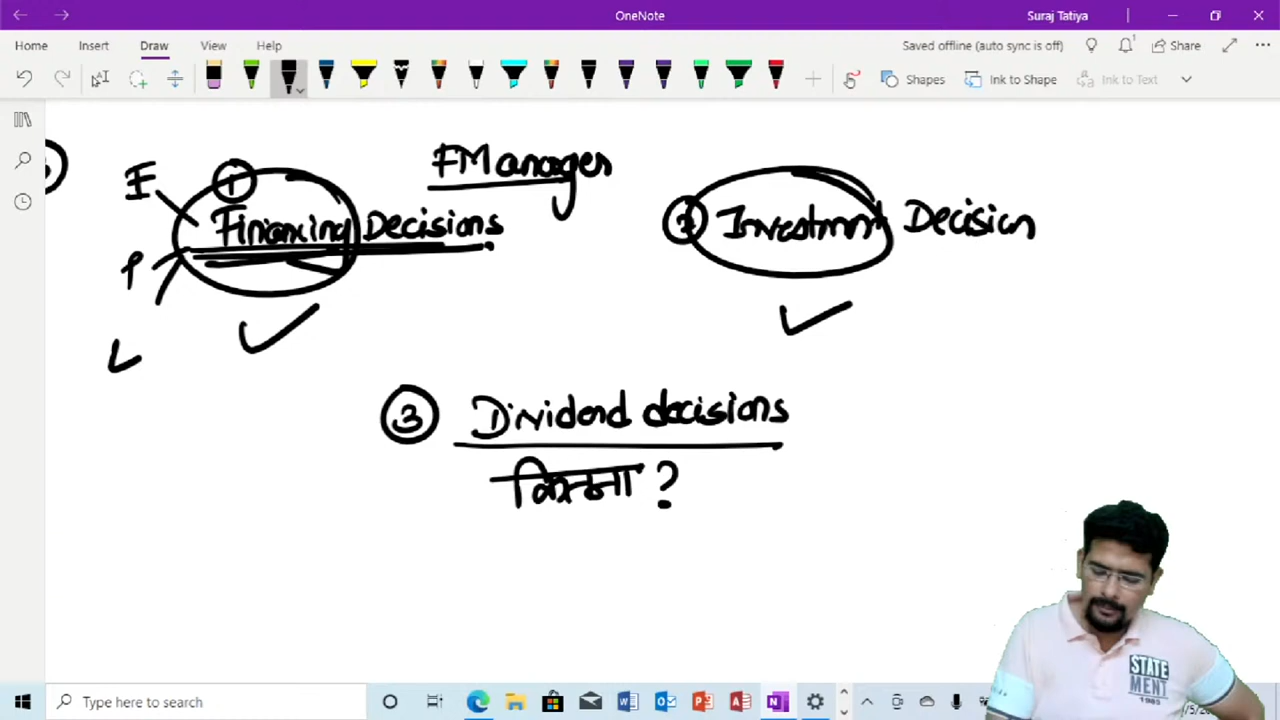 OneNote
Suraj Tatiya
Home Insert Draw View Help
Saved offline (auto sync is off)
Share
Shapes
Ink to Shape
Ink to Text
FManager
E
①
Financing Decisions
P
② Investment Decision
③ Dividend decisions
कितना ?
STATE
MENT
1985
Type here to search